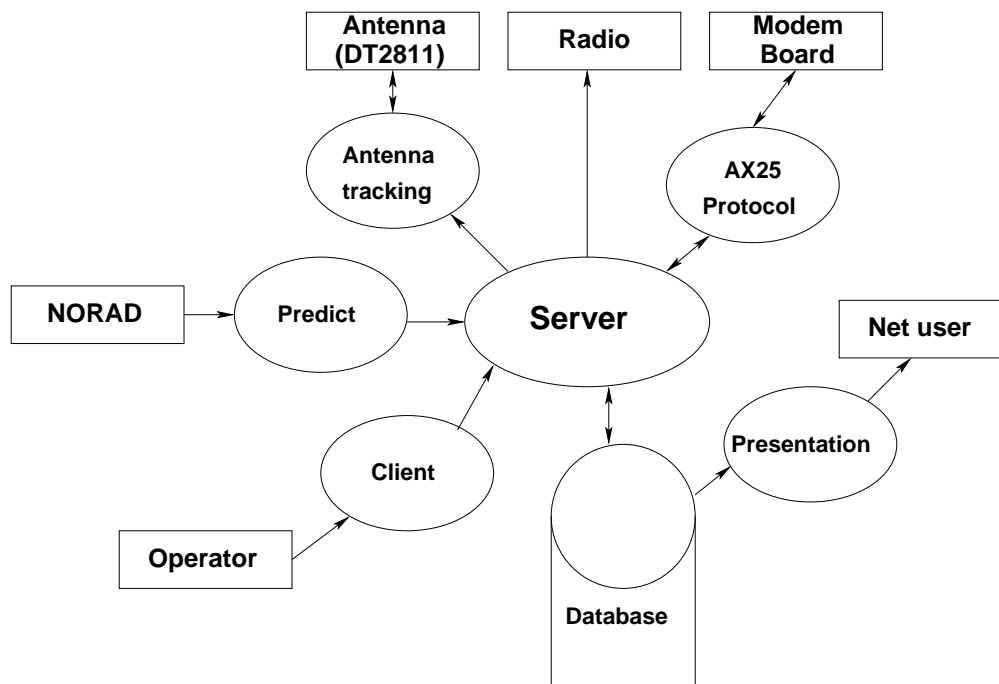 Antenna
(DT2811)
Radio
Modem
Board
Antenna
tracking
AX25
Protocol
NORAD
Predict
Server
Net user
Client
Presentation
Operator
Database